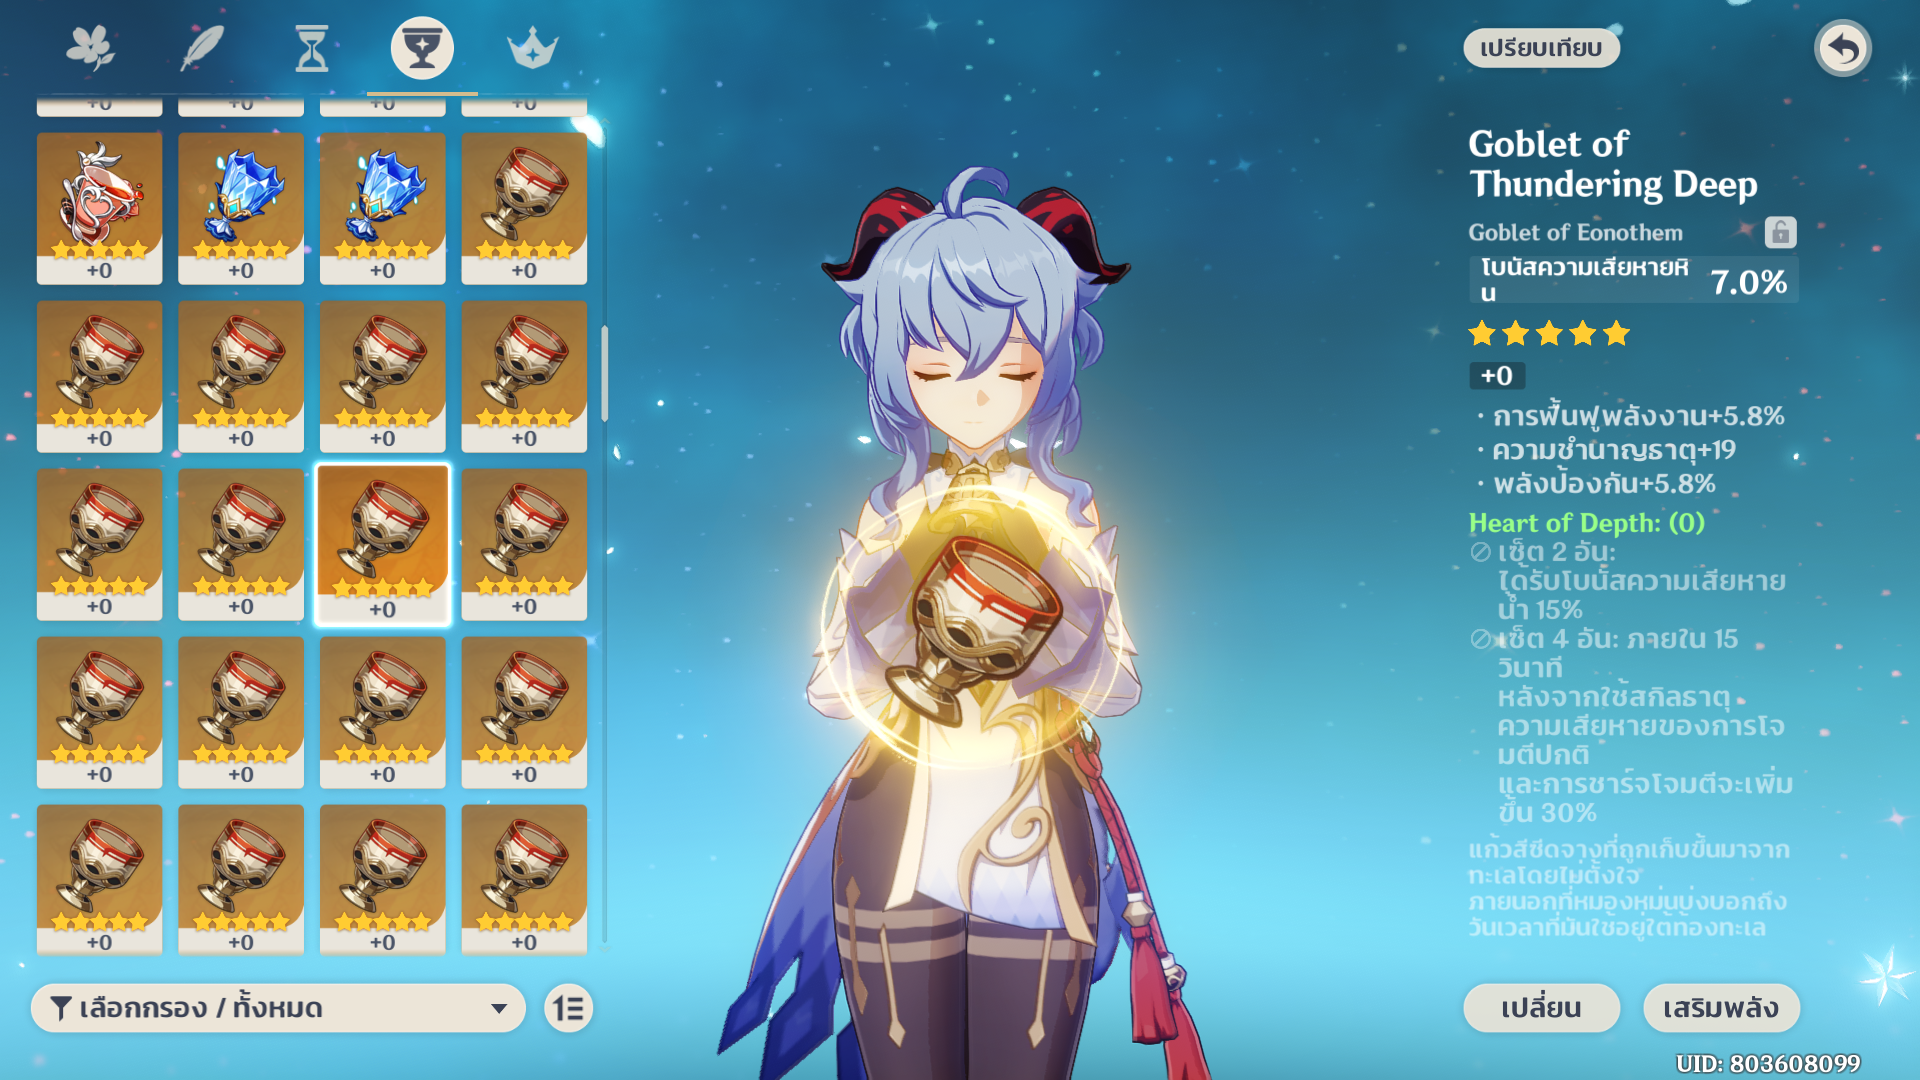 เปรียบเทียบ
+0 +0 +0 +0
+0 +0 +0 +0
+0 +0 +0 +0
+0 +0 +0 +0
+0 +0 +0 +0
+0 +0 +0 +0
เลือกกรอง / ทั้งหมด
Goblet of
Thundering Deep
Goblet of Eonothem
โบนัสความเสียหายหิ
น
7.0%
+0
· การฟื้นฟูพลังงาน+5.8%
· ความชำนาญธาตุ+19
· พลังป้องกัน+5.8%
Heart of Depth: (0)
เซ็ต 2 อัน:
ได้รับโบนัสความเสียหาย
น้ำ 15%
เซ็ต 4 อัน: ภายใน 15
วินาที
หลังจากใช้สกิลธาตุ
ความเสียหายของการโจ
มตีปกติ
และการชาร์จโจมตีจะเพิ่ม
ขึ้น 30%
แก้วสีซีดจางที่ถูกเก็บขึ้นมาจาก
ทะเลโดยไม่ตั้งใจ
ภายนอกที่หมองหม่นบ่งบอกถึง
วันเวลาที่มันใช้อยู่ใต้ท้องทะเล
เปลี่ยน
เสริมพลัง
UID: 803608099